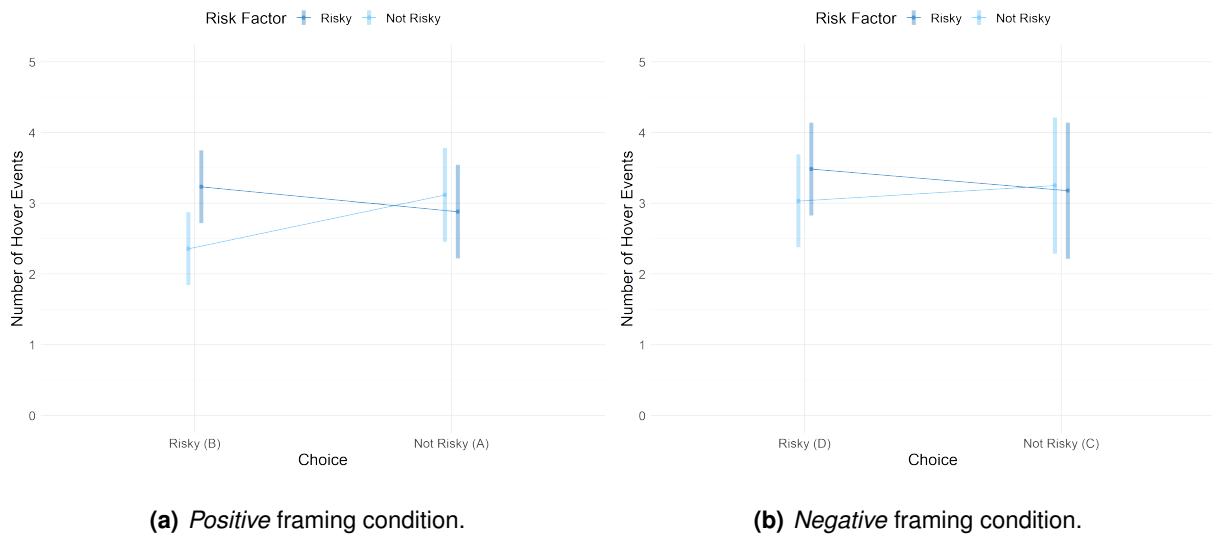 Risk Factor Risky Not Risky
Number of Hover Events
5
4
3
2
1
0
Risky (B) Not Risky (A)
Choice
(a) Positive framing condition.
Risk Factor Risky Not Risky
Number of Hover Events
5
4
3
2
1
0
Risky (D) Not Risky (C)
Choice
(b) Negative framing condition.